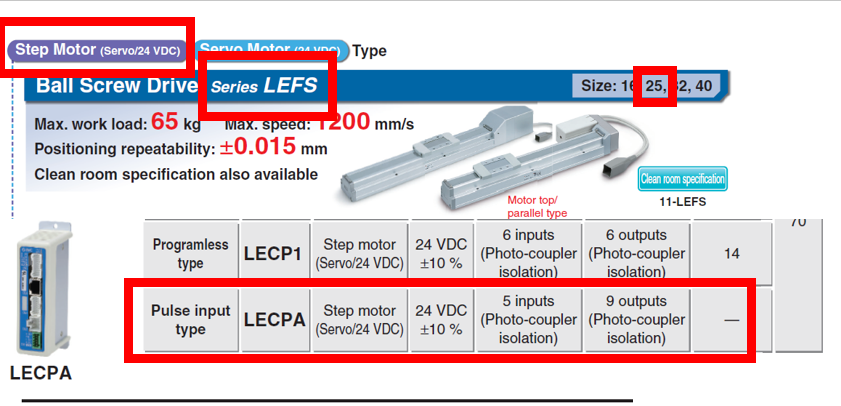 Step Motor (Servo/24 VDC) Servo Motor (24 VDC) Type
Ball Screw Drive Series LEFS Size: 16, 25, 32, 40
Max. work load: 65 kg Max. speed: 1200 mm/s
Positioning repeatability: ±0.015 mm
Clean room specification also available
Clean room specification
11-LEFS
Motor top/
parallel type
70
Programless
type
LECP1
Step motor
(Servo/24 VDC)
24 VDC
±10 %
6 inputs
(Photo-coupler
isolation)
6 outputs
(Photo-coupler
isolation)
14
Pulse input
type
LECPA
Step motor
(Servo/24 VDC)
24 VDC
±10 %
5 inputs
(Photo-coupler
isolation)
9 outputs
(Photo-coupler
isolation)
—
LECPA